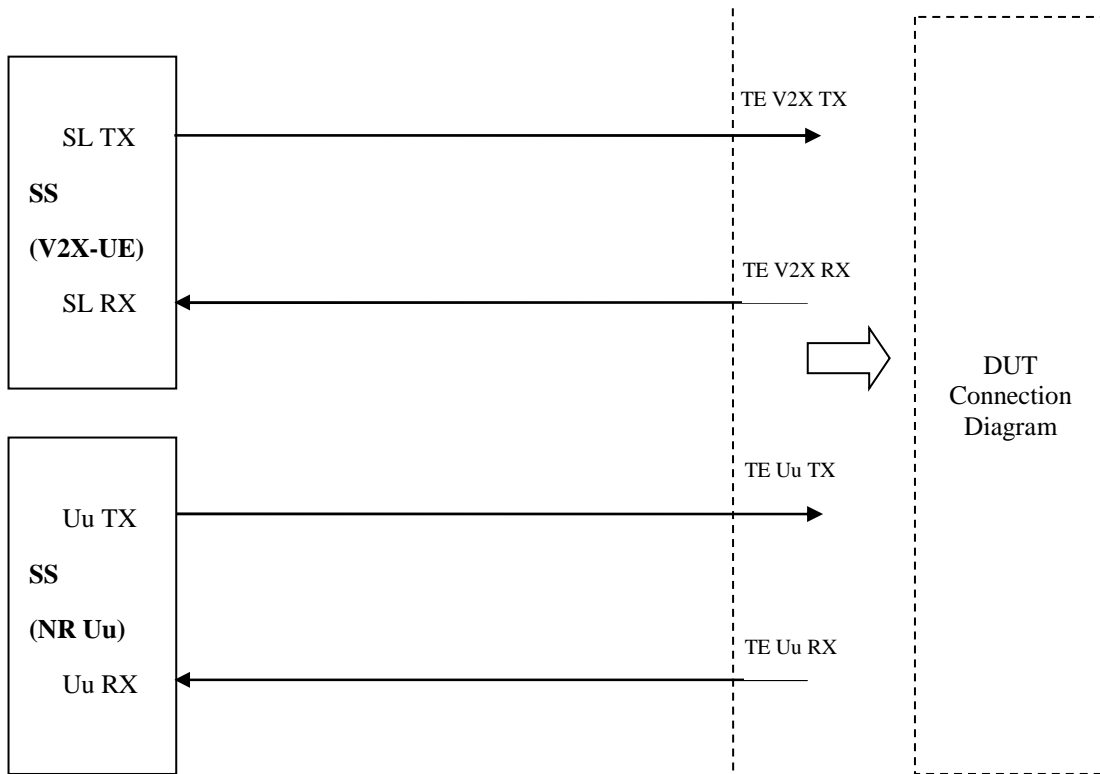 TE V2X TX
SL TX
SS
(V2X-UE)
TE V2X RX
SL RX
DUT
Connection
Diagram
TE Uu TX
Uu TX
SS
(NR Uu)
TE Uu RX
Uu RX